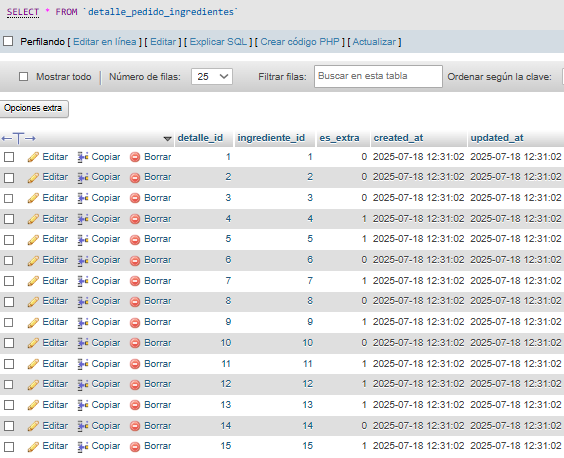 SELECT * FROM `detalle_pedido_ingredientes`
Perfilando [ Editar en línea ] [ Editar ] [ Explicar SQL ] [ Crear código PHP ] [ Actualizar ]
Mostrar todo Número de filas: 25 Filtrar filas: Buscar en esta tabla Ordenar según la clave:
Opciones extra
←T→ detalle_id ingrediente_id es_extra created_at updated_at
Editar Copiar Borrar 1 1 0 2025-07-18 12:31:02 2025-07-18 12:31:02
Editar Copiar Borrar 2 2 0 2025-07-18 12:31:02 2025-07-18 12:31:02
Editar Copiar Borrar 3 3 0 2025-07-18 12:31:02 2025-07-18 12:31:02
Editar Copiar Borrar 4 4 1 2025-07-18 12:31:02 2025-07-18 12:31:02
Editar Copiar Borrar 5 5 1 2025-07-18 12:31:02 2025-07-18 12:31:02
Editar Copiar Borrar 6 6 0 2025-07-18 12:31:02 2025-07-18 12:31:02
Editar Copiar Borrar 7 7 1 2025-07-18 12:31:02 2025-07-18 12:31:02
Editar Copiar Borrar 8 8 0 2025-07-18 12:31:02 2025-07-18 12:31:02
Editar Copiar Borrar 9 9 1 2025-07-18 12:31:02 2025-07-18 12:31:02
Editar Copiar Borrar 10 10 0 2025-07-18 12:31:02 2025-07-18 12:31:02
Editar Copiar Borrar 11 11 1 2025-07-18 12:31:02 2025-07-18 12:31:02
Editar Copiar Borrar 12 12 1 2025-07-18 12:31:02 2025-07-18 12:31:02
Editar Copiar Borrar 13 13 1 2025-07-18 12:31:02 2025-07-18 12:31:02
Editar Copiar Borrar 14 14 0 2025-07-18 12:31:02 2025-07-18 12:31:02
Editar Copiar Borrar 15 15 1 2025-07-18 12:31:02 2025-07-18 12:31:02